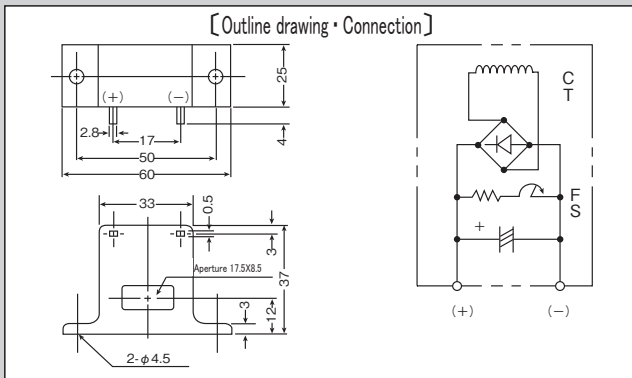 〔Outline drawing・Connection〕
25
(+)
(−)
2.8
17
4
50
60
33
0.5
3
Aperture 17.5X8.5
37
3
12
2-φ4.5
C
T
F
S
+
(+)
(−)